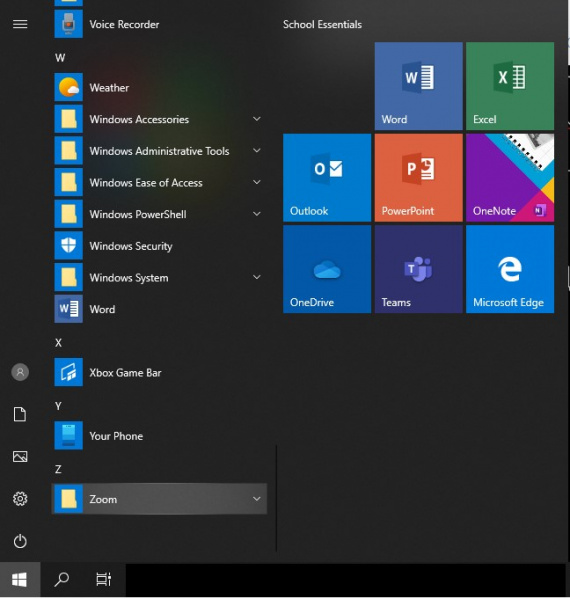 Voice Recorder
W
Weather
Windows Accessories
Windows Administrative Tools
Windows Ease of Access
Windows PowerShell
Windows Security
Windows System
Word
X
Xbox Game Bar
Y
Your Phone
Z
Zoom
School Essentials
Word
Excel
Outlook
PowerPoint
OneNote
OneDrive
Teams
Microsoft Edge